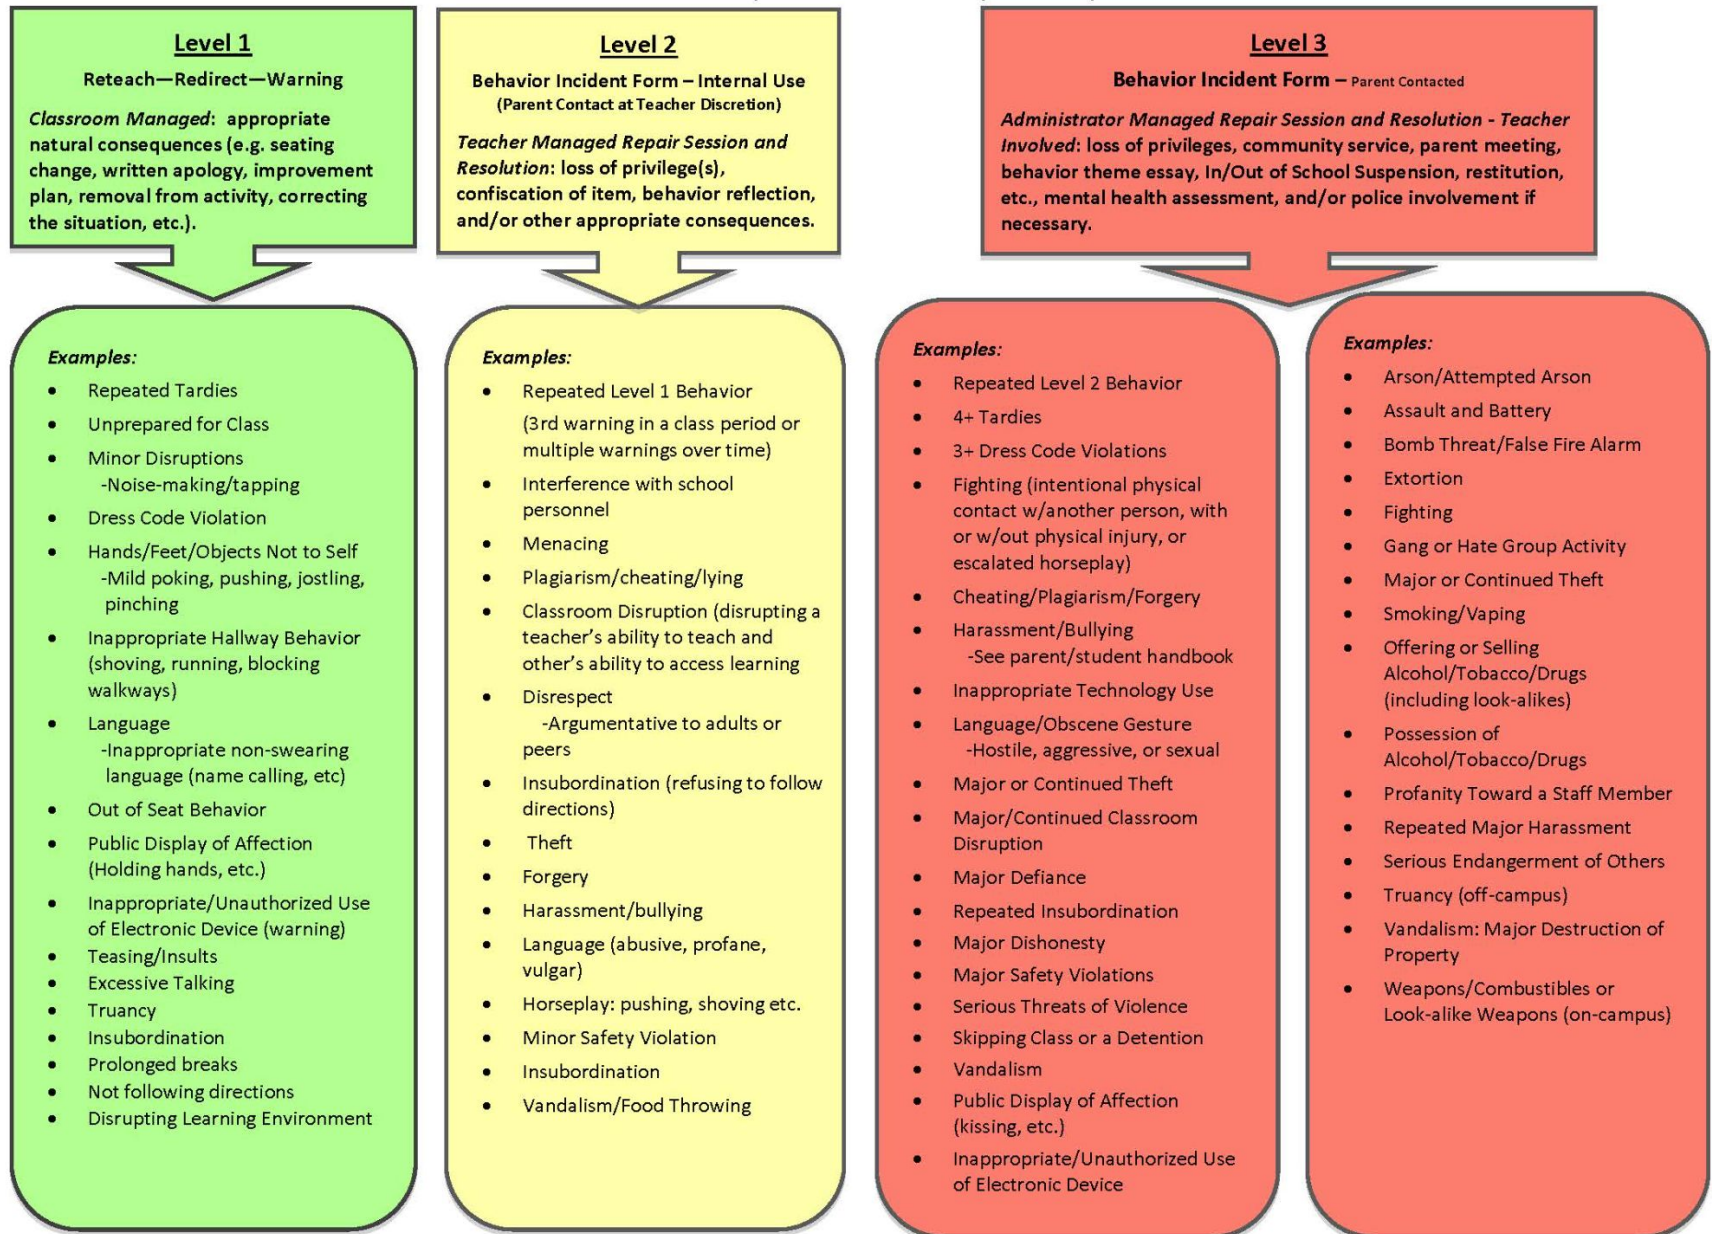 Level 1
Reteach—Redirect—Warning
Classroom Managed: appropriate
natural consequences (e.g. seating
change, written apology, improvement
plan, removal from activity, correcting
the situation, etc.).
Level 2
Behavior Incident Form – Internal Use
(Parent Contact at Teacher Discretion)
Teacher Managed Repair Session and
Resolution: loss of privilege(s),
confiscation of item, behavior reflection,
and/or other appropriate consequences.
Level 3
Behavior Incident Form – Parent Contacted
Administrator Managed Repair Session and Resolution - Teacher
Involved: loss of privileges, community service, parent meeting,
behavior theme essay, In/Out of School Suspension, restitution,
etc., mental health assessment, and/or police involvement if
necessary.
Examples:
• Repeated Tardies
• Unprepared for Class
• Minor Disruptions
-Noise-making/tapping
• Dress Code Violation
• Hands/Feet/Objects Not to Self
-Mild poking, pushing, jostling,
pinching
• Inappropriate Hallway Behavior
(shoving, running, blocking
walkways)
• Language
-Inappropriate non-swearing
language (name calling, etc)
• Out of Seat Behavior
• Public Display of Affection
(Holding hands, etc.)
• Inappropriate/Unauthorized Use
of Electronic Device (warning)
• Teasing/Insults
• Excessive Talking
• Truancy
• Insubordination
• Prolonged breaks
• Not following directions
• Disrupting Learning Environment
Examples:
• Repeated Level 1 Behavior
(3rd warning in a class period or
multiple warnings over time)
• Interference with school
personnel
• Menacing
• Plagiarism/cheating/lying
• Classroom Disruption (disrupting a
teacher's ability to teach and
other's ability to access learning
• Disrespect
-Argumentative to adults or
peers
• Insubordination (refusing to follow
directions)
• Theft
• Forgery
• Harassment/bullying
• Language (abusive, profane,
vulgar)
• Horseplay: pushing, shoving etc.
• Minor Safety Violation
• Insubordination
• Vandalism/Food Throwing
Examples:
• Repeated Level 2 Behavior
• 4+ Tardies
• 3+ Dress Code Violations
• Fighting (intentional physical
contact w/another person, with
or w/out physical injury, or
escalated horseplay)
• Cheating/Plagiarism/Forgery
• Harassment/Bullying
-See parent/student handbook
• Inappropriate Technology Use
• Language/Obscene Gesture
-Hostile, aggressive, or sexual
• Major or Continued Theft
• Major/Continued Classroom
Disruption
• Major Defiance
• Repeated Insubordination
• Major Dishonesty
• Major Safety Violations
• Serious Threats of Violence
• Skipping Class or a Detention
• Vandalism
• Public Display of Affection
(kissing, etc.)
• Inappropriate/Unauthorized Use
of Electronic Device
Examples:
• Arson/Attempted Arson
• Assault and Battery
• Bomb Threat/False Fire Alarm
• Extortion
• Fighting
• Gang or Hate Group Activity
• Major or Continued Theft
• Smoking/Vaping
• Offering or Selling
Alcohol/Tobacco/Drugs
(including look-alikes)
• Possession of
Alcohol/Tobacco/Drugs
• Profanity Toward a Staff Member
• Repeated Major Harassment
• Serious Endangerment of Others
• Truancy (off-campus)
• Vandalism: Major Destruction of
Property
• Weapons/Combustibles or
Look-alike Weapons (on-campus)